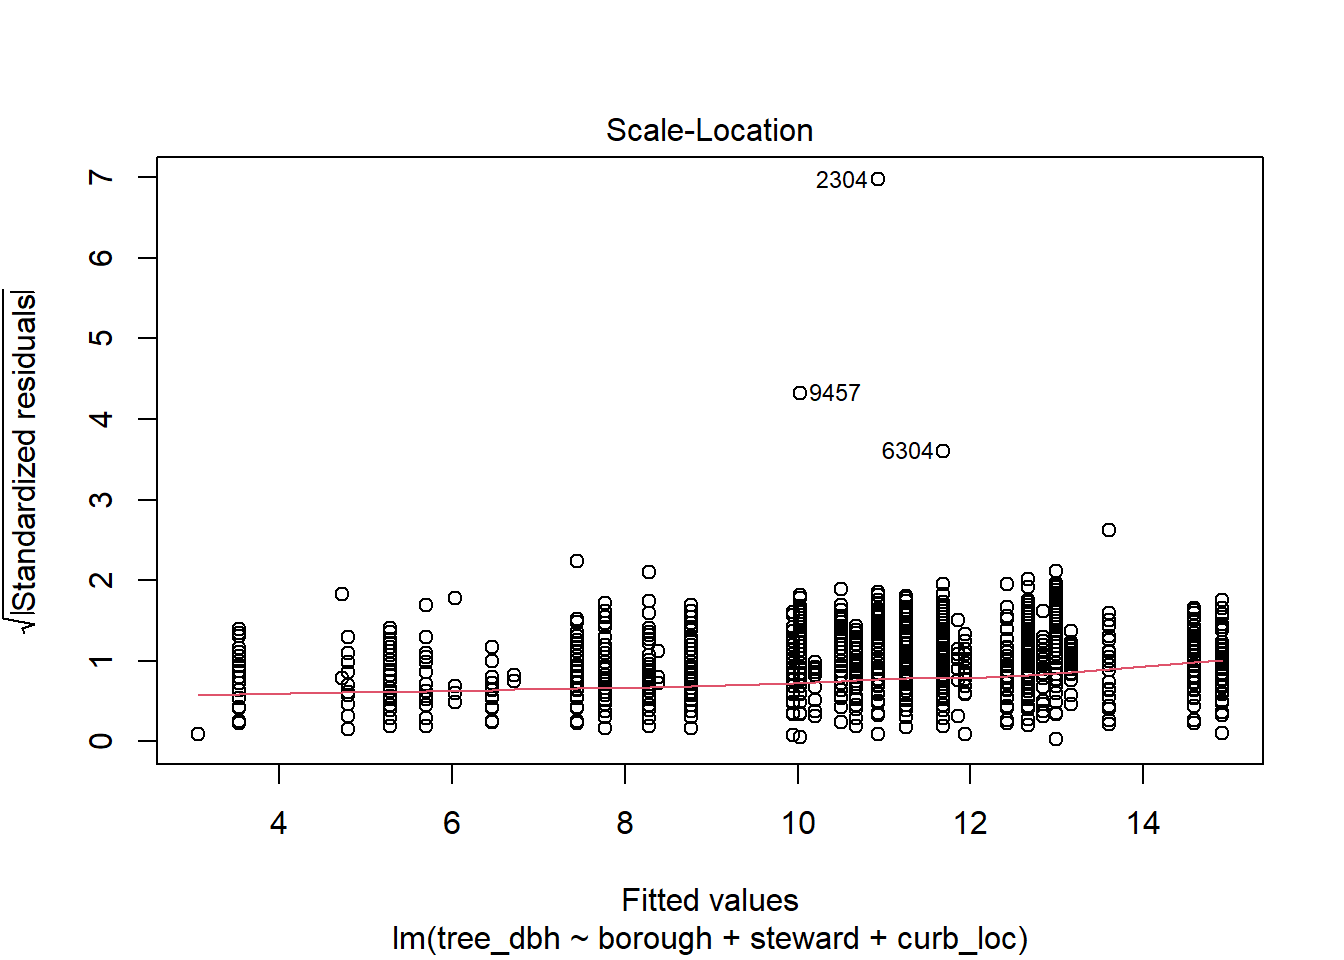 Scale-Location
7
6
5
4
3
2
1
0
√|Standardized residuals|
2304
9457
6304
4 6 8 10 12 14
Fitted values
lm(tree_dbh ~ borough + steward + curb_loc)